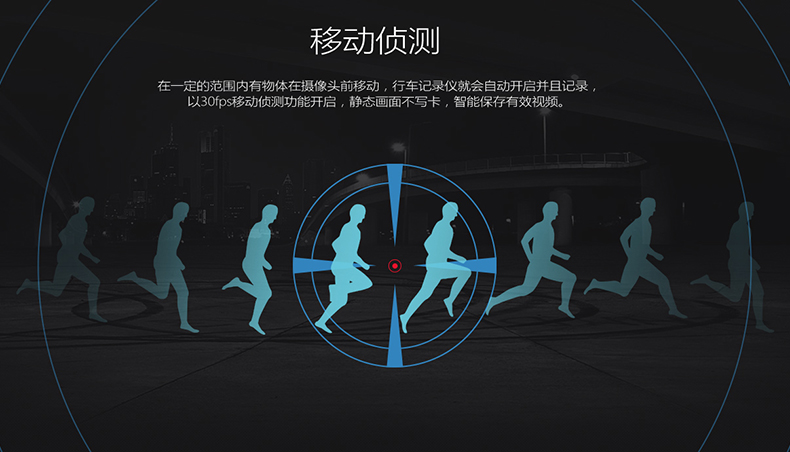 移动侦测
在一定的范围内有物体在摄像头前移动，行车记录仪就会自动开启并且记录，
以30fps移动侦测功能开启，静态画面不写卡，智能保存有效视频。